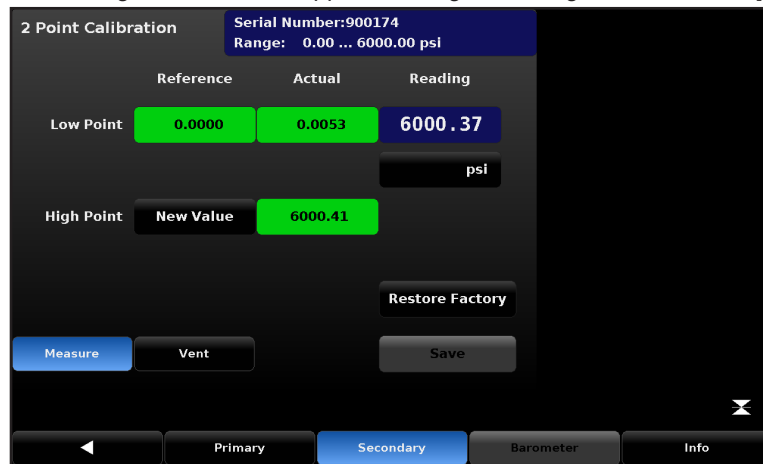 2 Point Calibration
Serial Number:900174
Range: 0.00 ... 6000.00 psi
Reference Actual Reading
Low Point 0.0000 0.0053 6000.37
psi
High Point New Value 6000.41
Restore Factory
Measure Vent Save
Primary Secondary Barometer Info